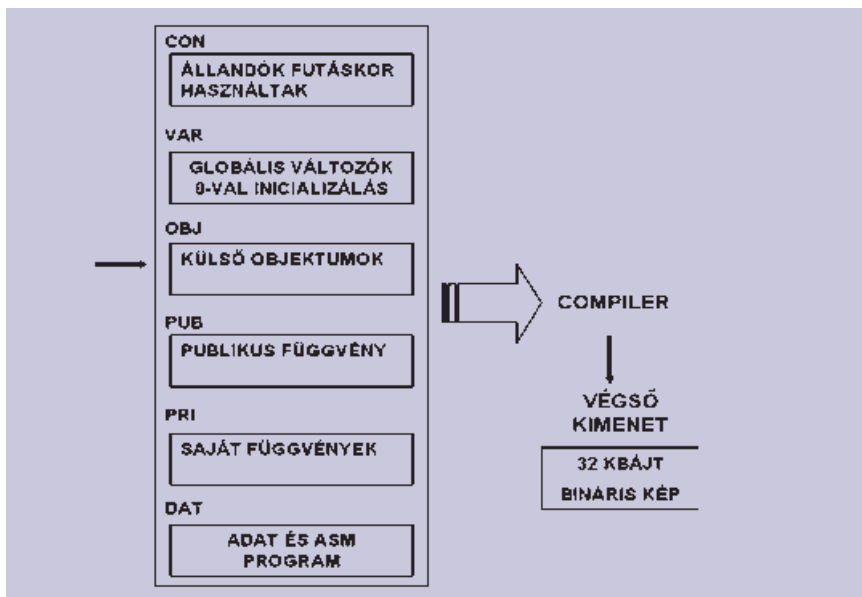 CON
ÁLLANDÓK FUTÁSKOR
HASZNÁLTAK
VAR
GLOBÁLIS VÁLTOZÓK
0-VAL INICIALIZÁLÁS
OBJ
KÜLSŐ OBJEKTUMOK
PUB
PUBLIKUS FÜGGVÉNY
PRI
SAJÁT FÜGGVÉNYEK
DAT
ADAT ÉS ASM
PROGRAM
COMPILER
VÉGSŐ
KIMENET
32 KBÁJT
BINÁRIS KÉP